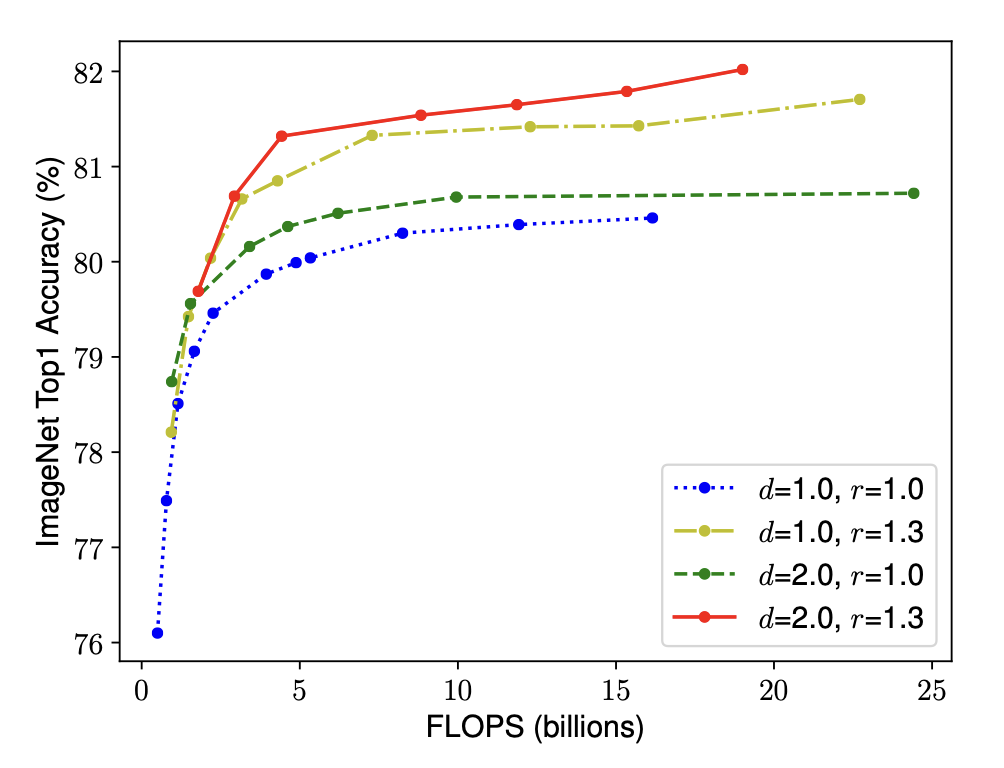 ImageNet Top1 Accuracy (%)
82
81
80
79
78
77
76
d=1.0, r=1.0
d=1.0, r=1.3
d=2.0, r=1.0
d=2.0, r=1.3
0 5 10 15 20 25
FLOPS (billions)